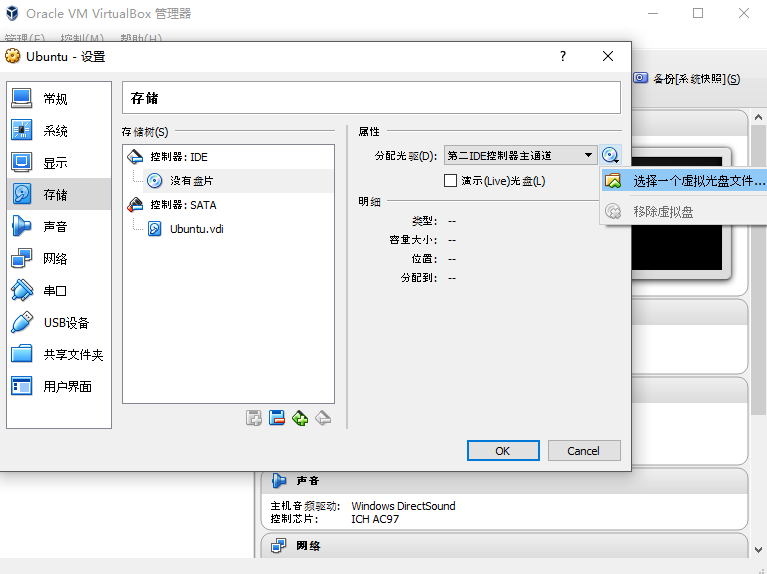 Oracle VM VirtualBox 管理器
管理(F) 控制(M) 帮助(H)
Ubuntu - 设置
?
备份[系统快照](S)
常规
系统
显示
存储
声音
网络
串口
USB设备
共享文件夹
用户界面
存储
存储树(S)
控制器: IDE
没有盘片
控制器: SATA
Ubuntu.vdi
属性
分配光驱(D): 第二IDE控制器主通道
演示(Live)光盘(L)
明细
类型: --
容量大小: --
位置: --
分配到: --
选择一个虚拟光盘文件...
移除虚拟盘
OK
Cancel
声音
主机音频驱动: Windows DirectSound
控制芯片: ICH AC97
网络